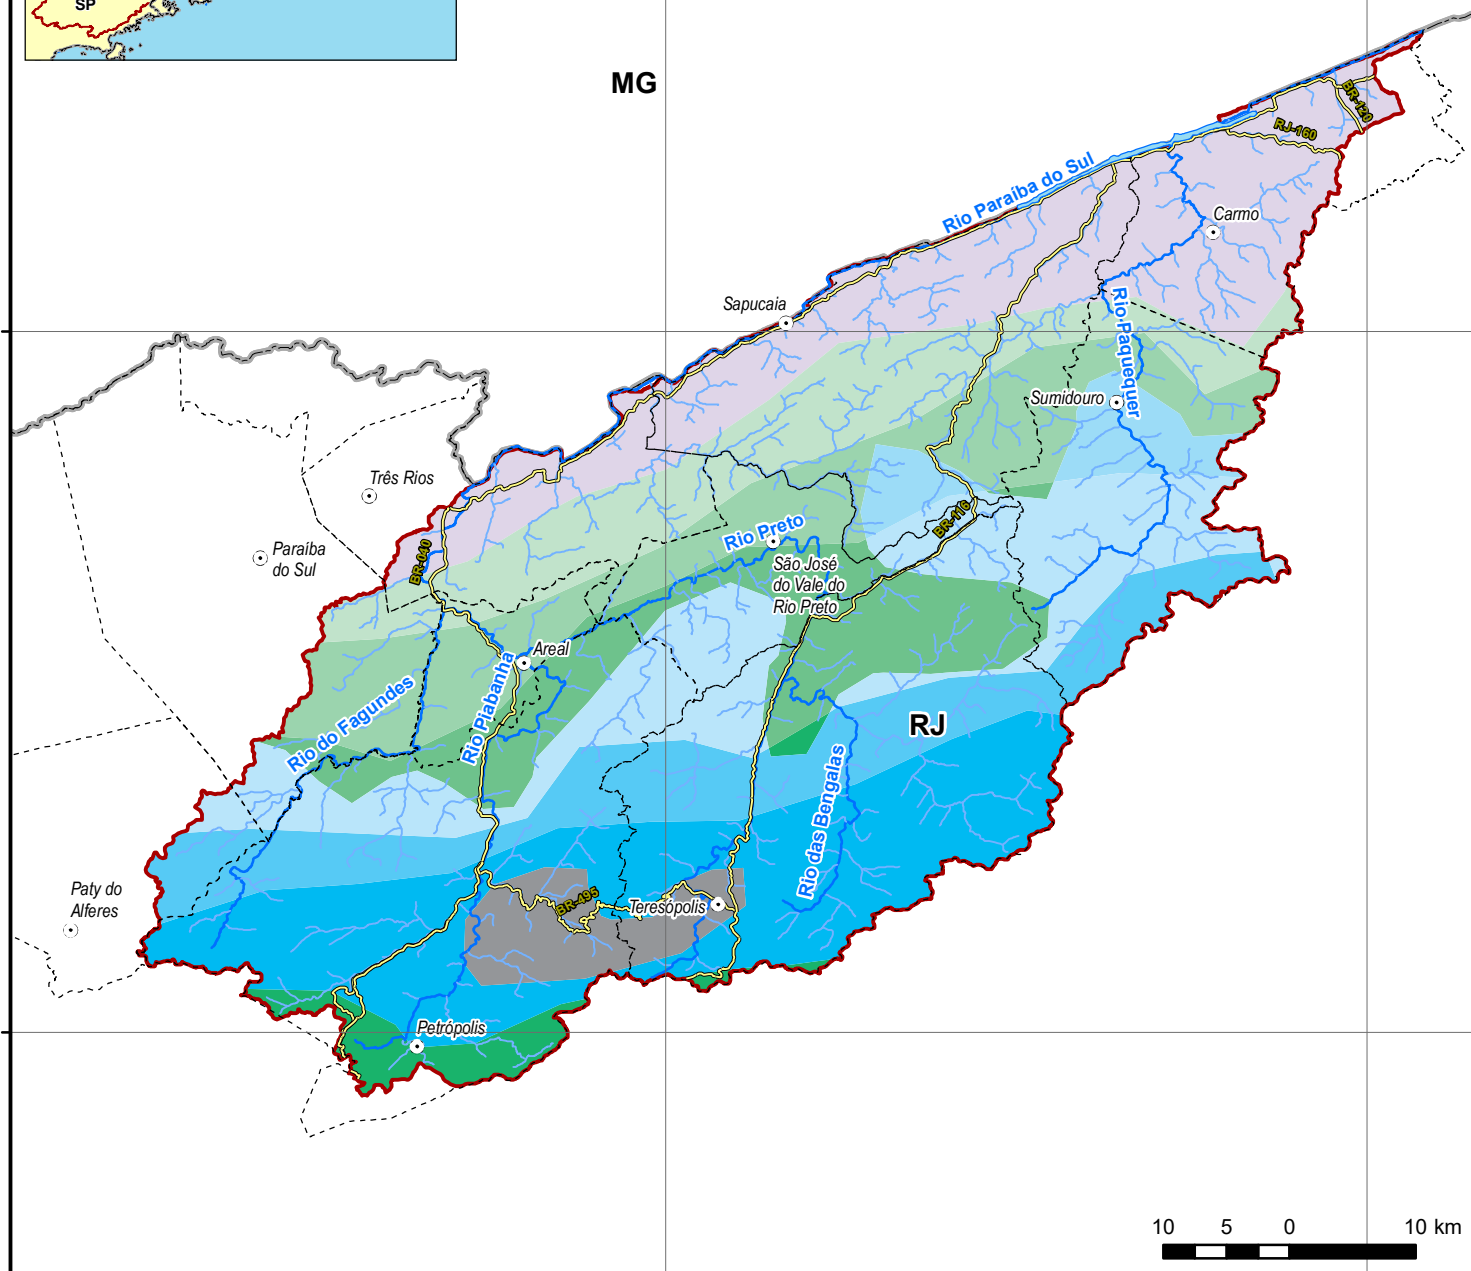 SP
MG
BR-120
RJ-160
Rio Paraíba do Sul
Carmo
Sapucaia
Rio Paquequer
Sumidouro
Três Rios
BR-116
Rio Preto
BR-040
Paraíba
do Sul
São José
do Vale do
Rio Preto
Areal
Rio Piabanha
Rio do Fagundes
RJ
Rio das Bengalas
Paty do
Alferes
BR-495
Teresópolis
Petrópolis
10 5 0 10 km